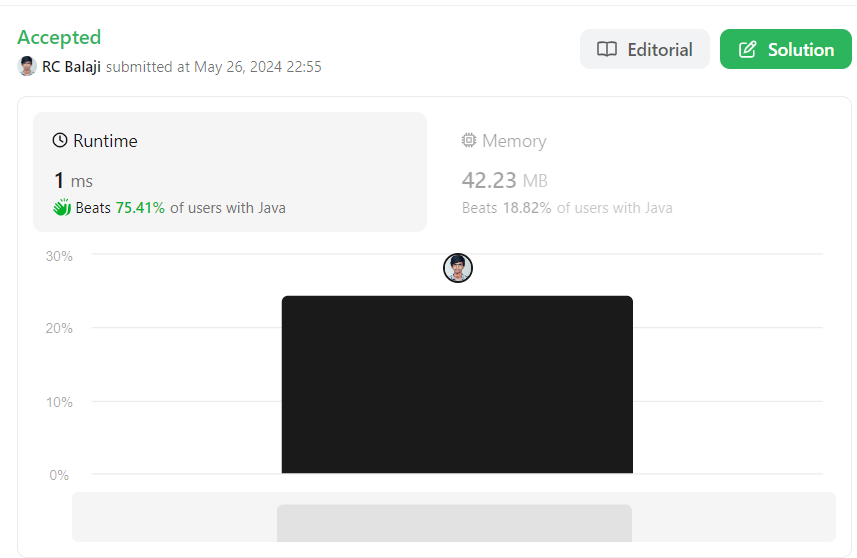 Accepted
Editorial
Solution
RC Balaji submitted at May 26, 2024 22:55
Runtime
Memory
1 ms
42.23 MB
Beats 75.41% of users with Java
Beats 18.82% of users with Java
30%
20%
10%
0%